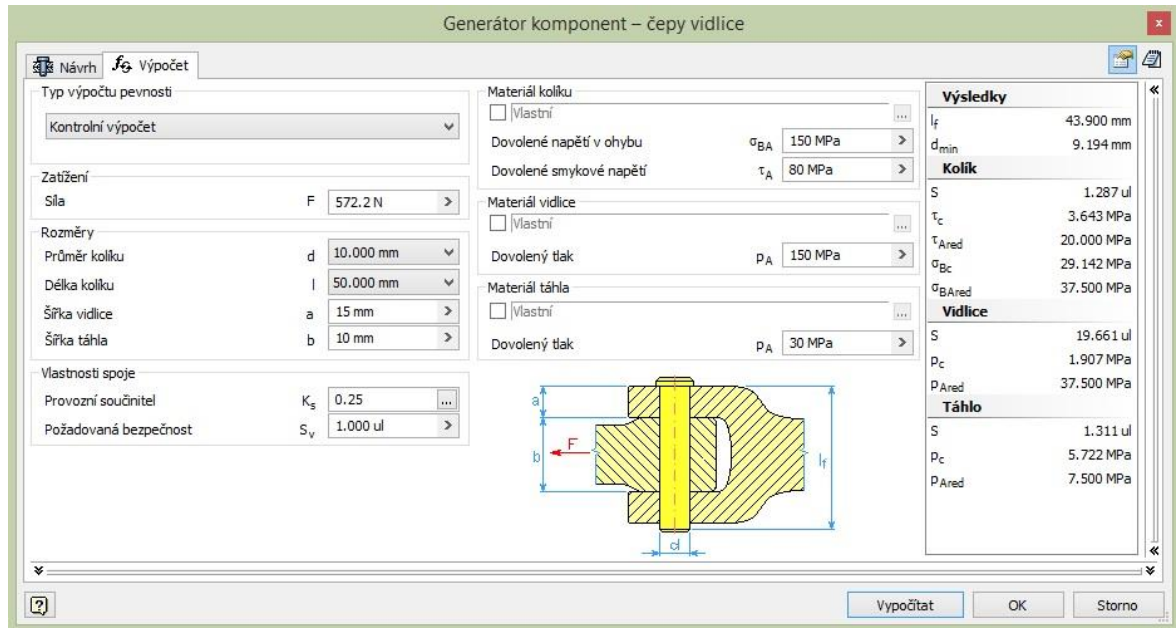 Generátor komponent – čepy vidlice
x
Návrh
fG Výpočet
Typ výpočtu pevnosti
Kontrolní výpočet
Zatížení
Síla F 572.2 N >
Rozměry
Průměr kolíku d 10.000 mm
Délka kolíku l 50.000 mm
Šířka vidlice a 15 mm >
Šířka táhla b 10 mm >
Vlastnosti spoje
Provozní součinitel Ks 0.25 ...
Požadovaná bezpečnost Sv 1.000 ul >
Materiál kolíku
Vlastní ...
Dovolené napětí v ohybu σBA 150 MPa >
Dovolené smykové napětí τA 80 MPa >
Materiál vidlice
Vlastní ...
Dovolený tlak pA 150 MPa >
Materiál táhla
Vlastní ...
Dovolený tlak pA 30 MPa >
a
b
F
lf
d
Výsledky
lf 43.900 mm
dmin 9.194 mm
Kolík
S 1.287 ul
τc 3.643 MPa
τAred 20.000 MPa
σBc 29.142 MPa
σBAred 37.500 MPa
Vidlice
S 19.661 ul
pc 1.907 MPa
pAred 37.500 MPa
Táhlo
S 1.311 ul
pc 5.722 MPa
pAred 7.500 MPa
?
Vypočítat
OK
Storno